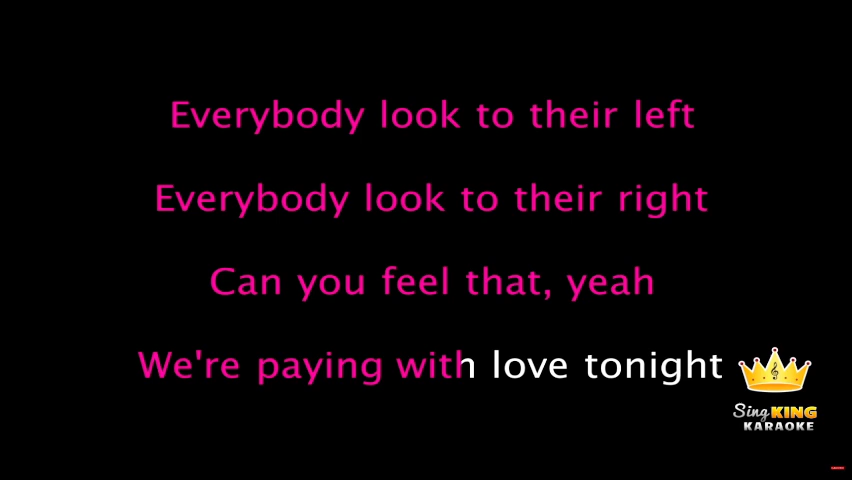 Everybody look to their left
Everybody look to their right
Can you feel that, yeah
We're paying with love tonight
Sing KING
KARAOKE